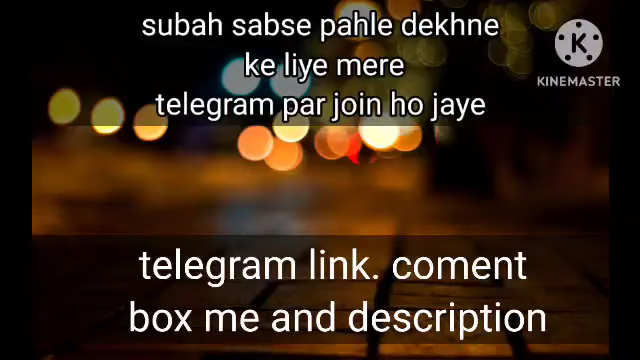 subah sabse pahle dekhne
ke liye mere
telegram par join ho jaye
KINEMASTER
telegram link. coment
box me and description